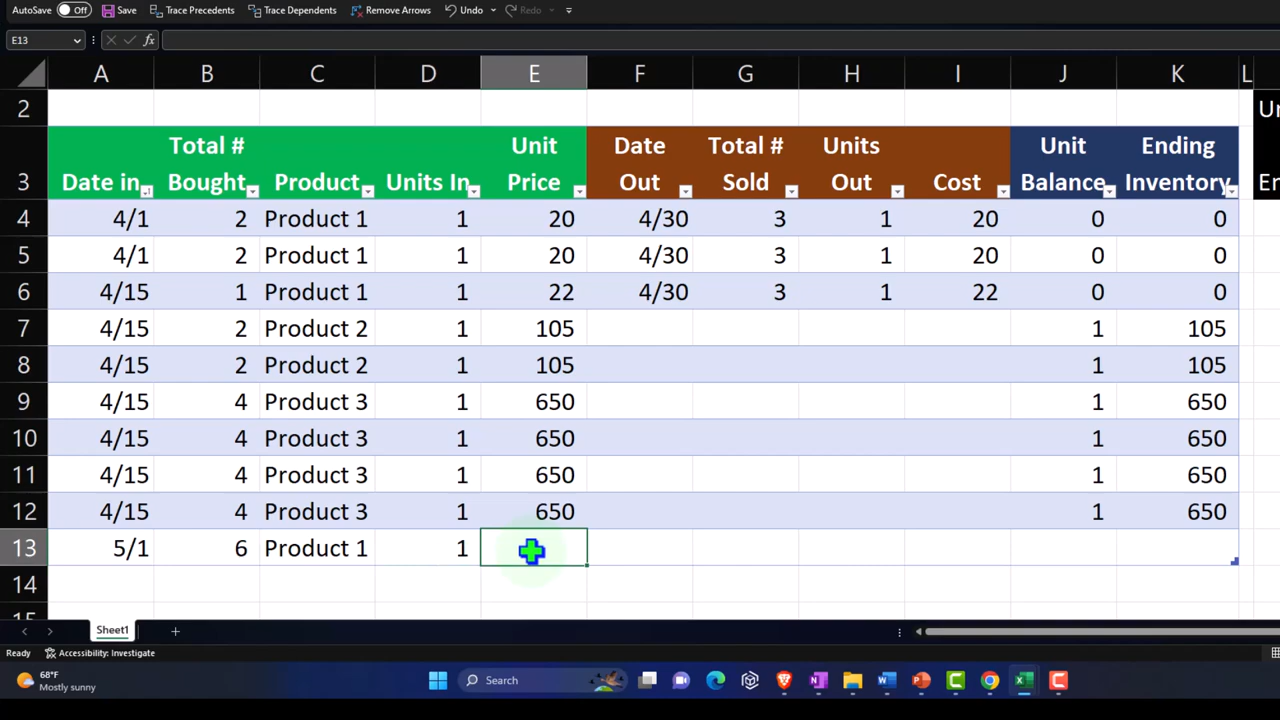 AutoSave Off Save Trace Precedents Trace Dependents Remove Arrows Undo Redo
E13 fx
A B C D E F G H I J K L
2
3 Date in Total # Bought Product Units In Unit Price Date Out Total # Sold Units Out Cost Unit Balance Ending Inventory
4 4/1 2 Product 1 1 20 4/30 3 1 20 0 0
5 4/1 2 Product 1 1 20 4/30 3 1 20 0 0
6 4/15 1 Product 1 1 22 4/30 3 1 22 0 0
7 4/15 2 Product 2 1 105 1 105
8 4/15 2 Product 2 1 105 1 105
9 4/15 4 Product 3 1 650 1 650
10 4/15 4 Product 3 1 650 1 650
11 4/15 4 Product 3 1 650 1 650
12 4/15 4 Product 3 1 650 1 650
13 5/1 6 Product 1 1
14
Sheet1
Ready Accessibility: Investigate
68°F
Mostly sunny
Search